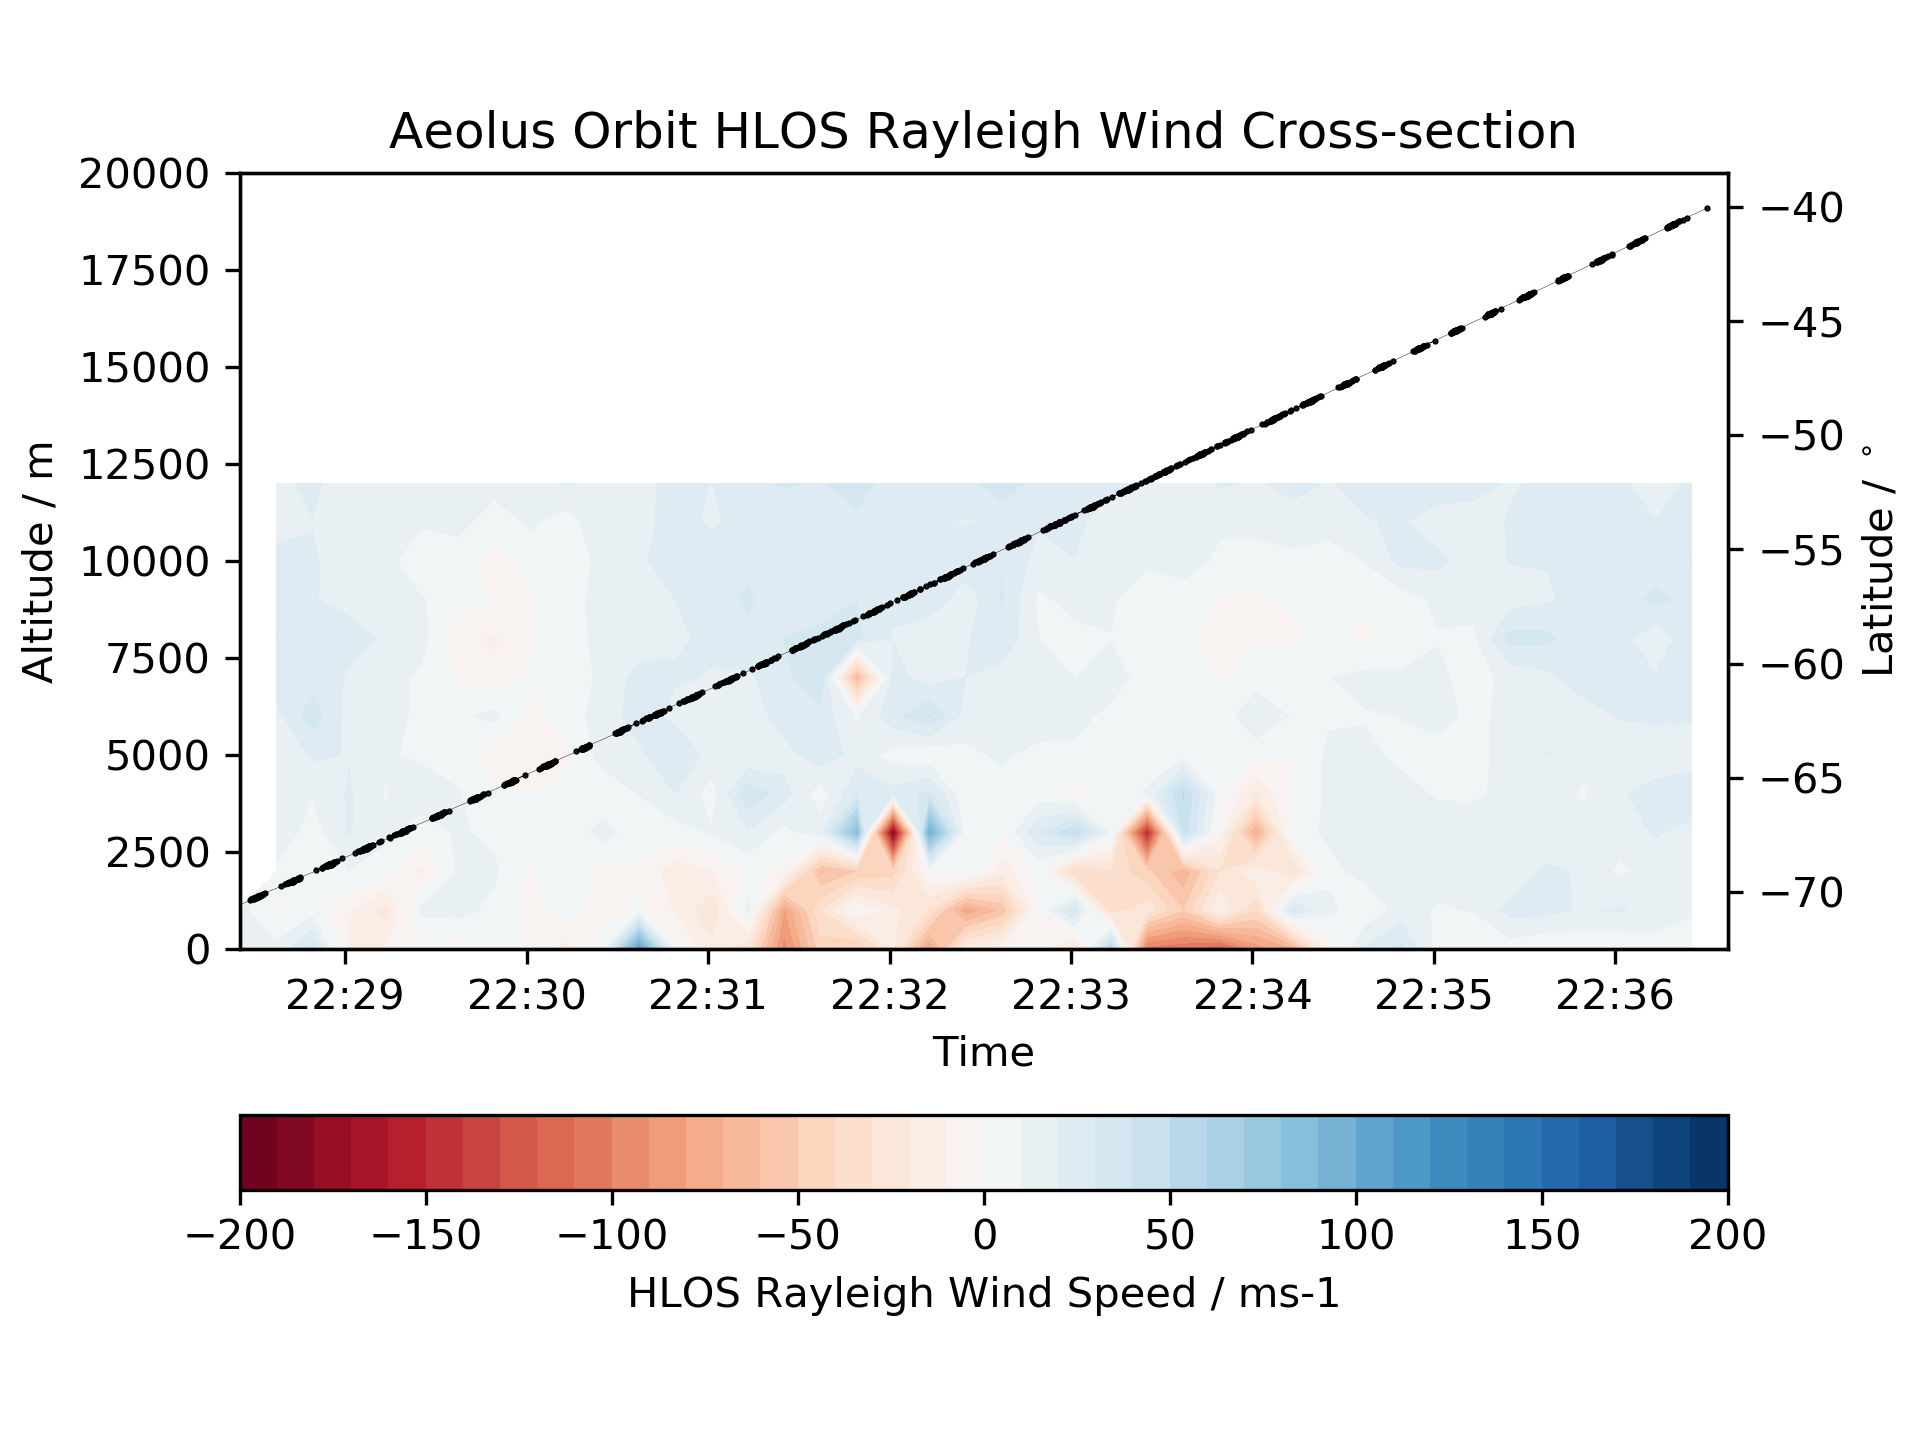 Aeolus Orbit HLOS Rayleigh Wind Cross-section
20000
17500
15000
12500
10000
7500
5000
2500
0
Altitude / m
−40
−45
−50
−55
−60
−65
−70
Latitude / °
22:29 22:30 22:31 22:32 22:33 22:34 22:35 22:36
Time
−200 −150 −100 −50 0 50 100 150 200
HLOS Rayleigh Wind Speed / ms-1